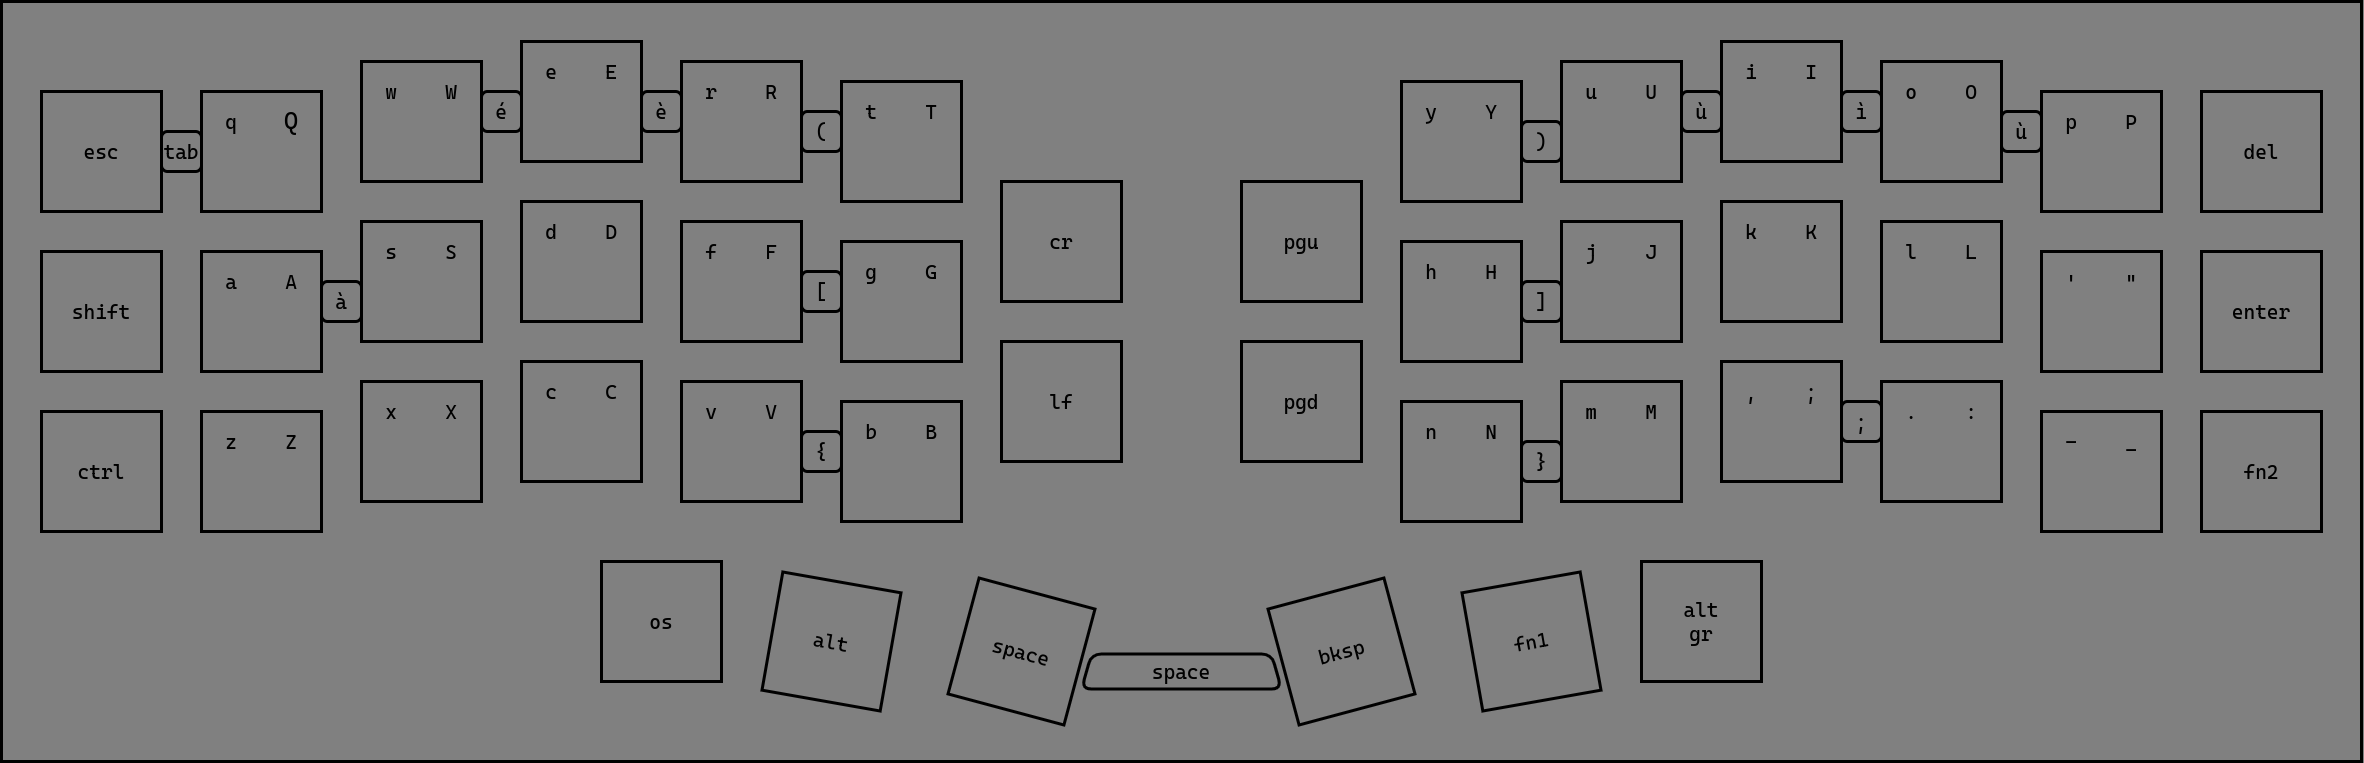 esc tab q Q w W é e E è r R ( t T y Y ) u U ù i I ì o O ù p P del
shift a A à s S d D f F [ g G cr pgu h H ] j J k K l L ' " enter
ctrl z Z x X c C v V { b B lf pgd n N } m M , ; ; . : – _ fn2
os alt space space bksp fn1 alt
gr